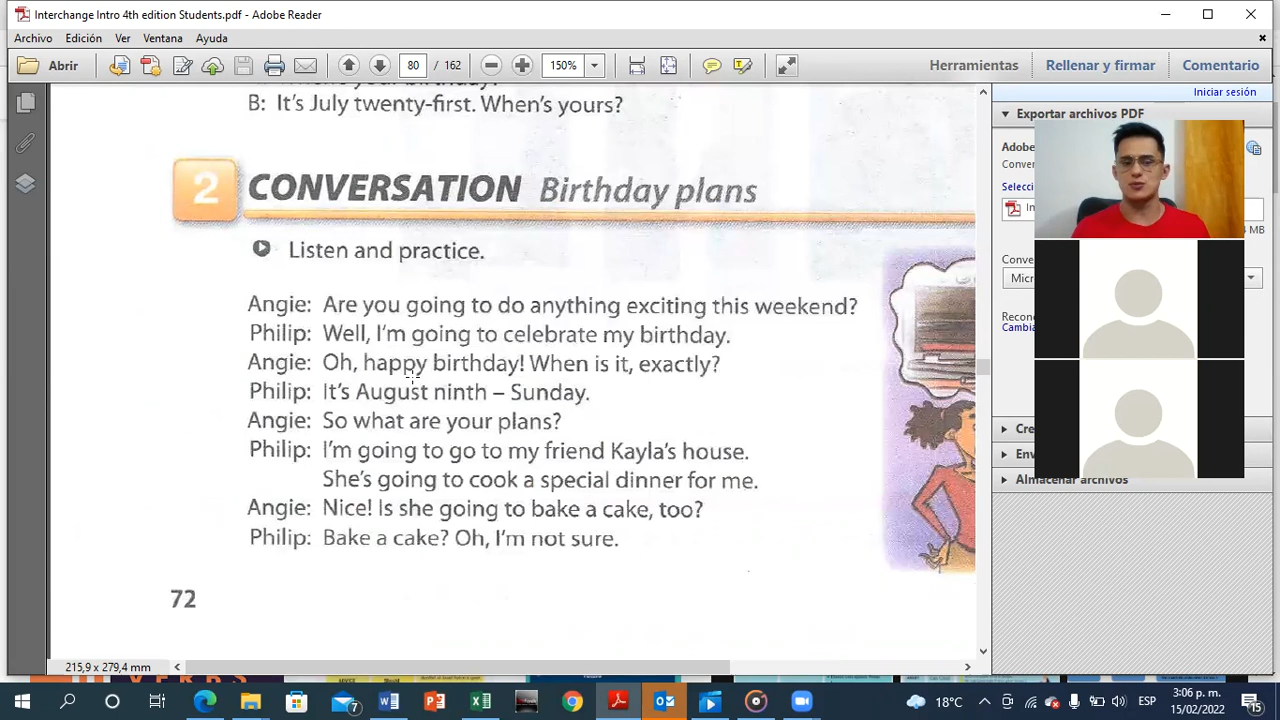 Interchange Intro 4th edition Students.pdf - Adobe Reader
Archivo Edición Ver Ventana Ayuda
Abrir 80 / 162 150% Herramientas Rellenar y firmar Comentario
Iniciar sesión
B: It's July twenty-first. When's yours?
Exportar archivos PDF
2 CONVERSATION Birthday plans
Listen and practice.
Angie: Are you going to do anything exciting this weekend?
Philip: Well, I'm going to celebrate my birthday.
Angie: Oh, happy birthday! When is it, exactly?
Philip: It's August ninth – Sunday.
Angie: So what are your plans?
Philip: I'm going to go to my friend Kayla's house.
She's going to cook a special dinner for me.
Angie: Nice! Is she going to bake a cake, too?
Philip: Bake a cake? Oh, I'm not sure.
72
Almacenar archivos
215,9 x 279,4 mm
7
18°C ESP 3:06 p. m.
15/02/2022 15